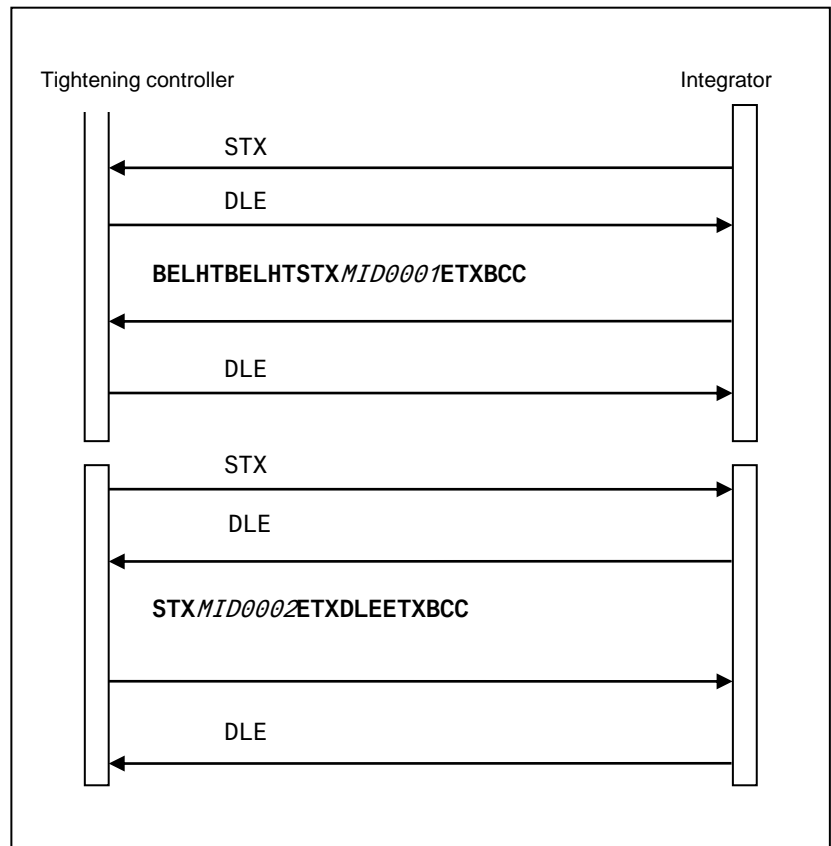 Tightening controller
Integrator
STX
DLE
BELHTBELHTSTXMID0001ETXBCC
DLE
STX
DLE
STXMID0002ETXDLEETXBCC
DLE